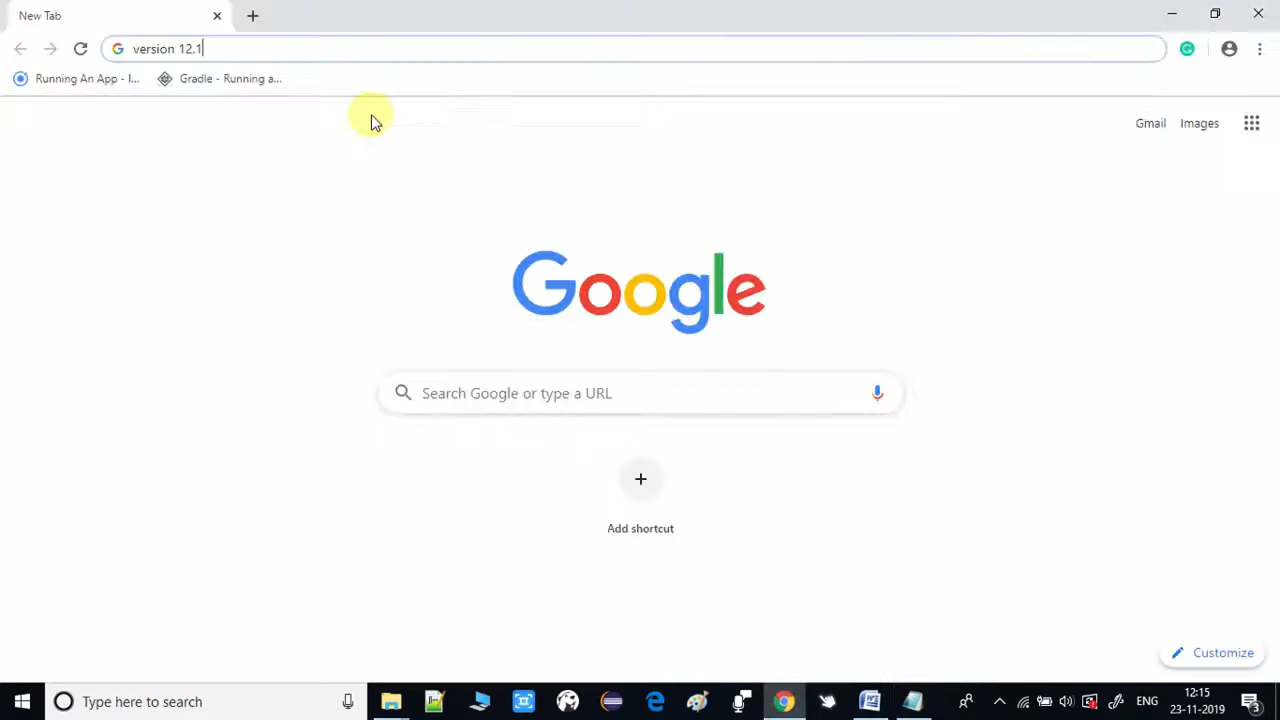 New Tab
version 12.1
Running An App - I...
Gradle - Running a...
Gmail
Images
Google
Search Google or type a URL
Add shortcut
Customize
Type here to search
ENG
12:15
23-11-2019
3